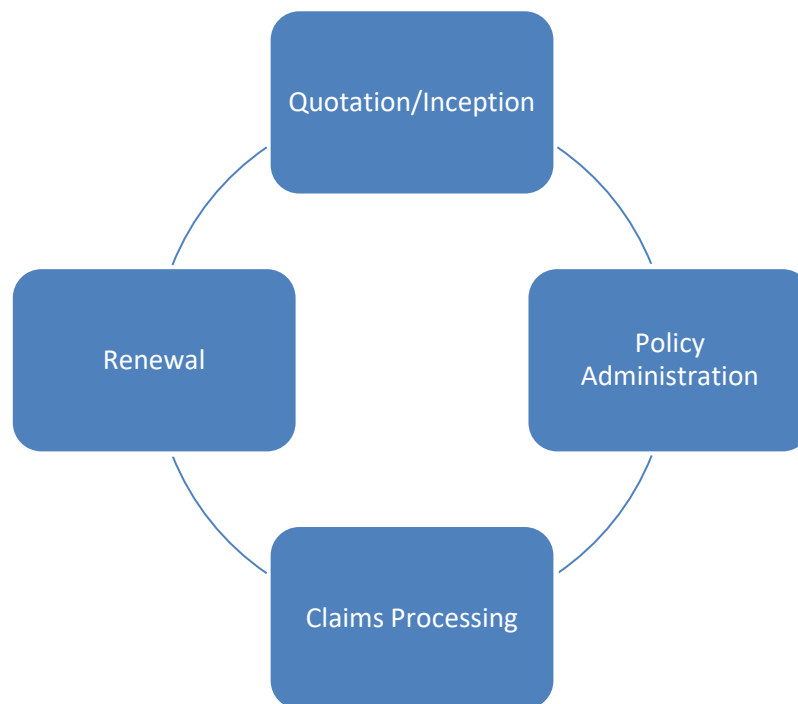 Quotation/Inception
Renewal
Policy
Administration
Claims Processing